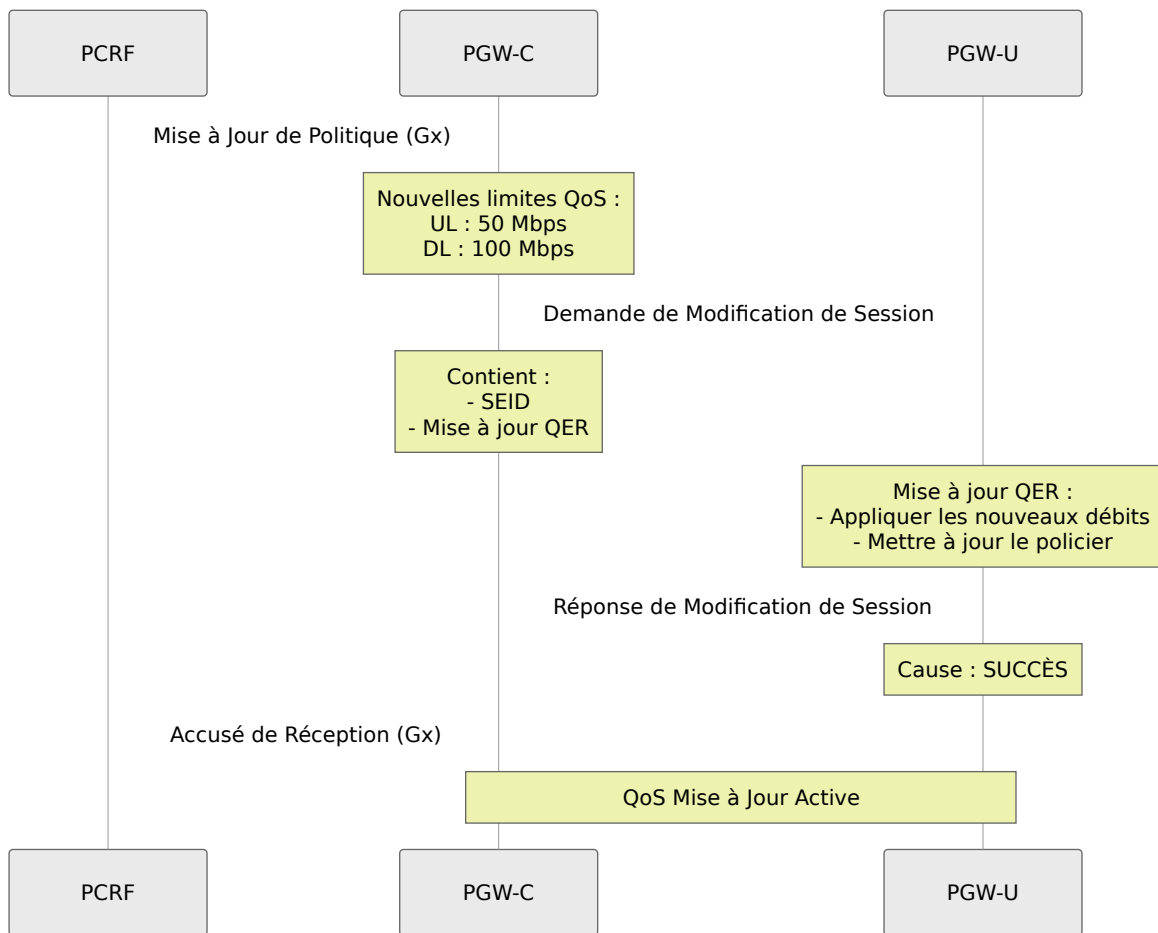 PCRF
PGW-C
PGW-U
Mise à Jour de Politique (Gx)
Nouvelles limites QoS :
UL : 50 Mbps
DL : 100 Mbps
Demande de Modification de Session
Contient :
- SEID
- Mise à jour QER
Mise à jour QER :
- Appliquer les nouveaux débits
- Mettre à jour le policier
Réponse de Modification de Session
Cause : SUCCÈS
Accusé de Réception (Gx)
QoS Mise à Jour Active
PCRF
PGW-C
PGW-U